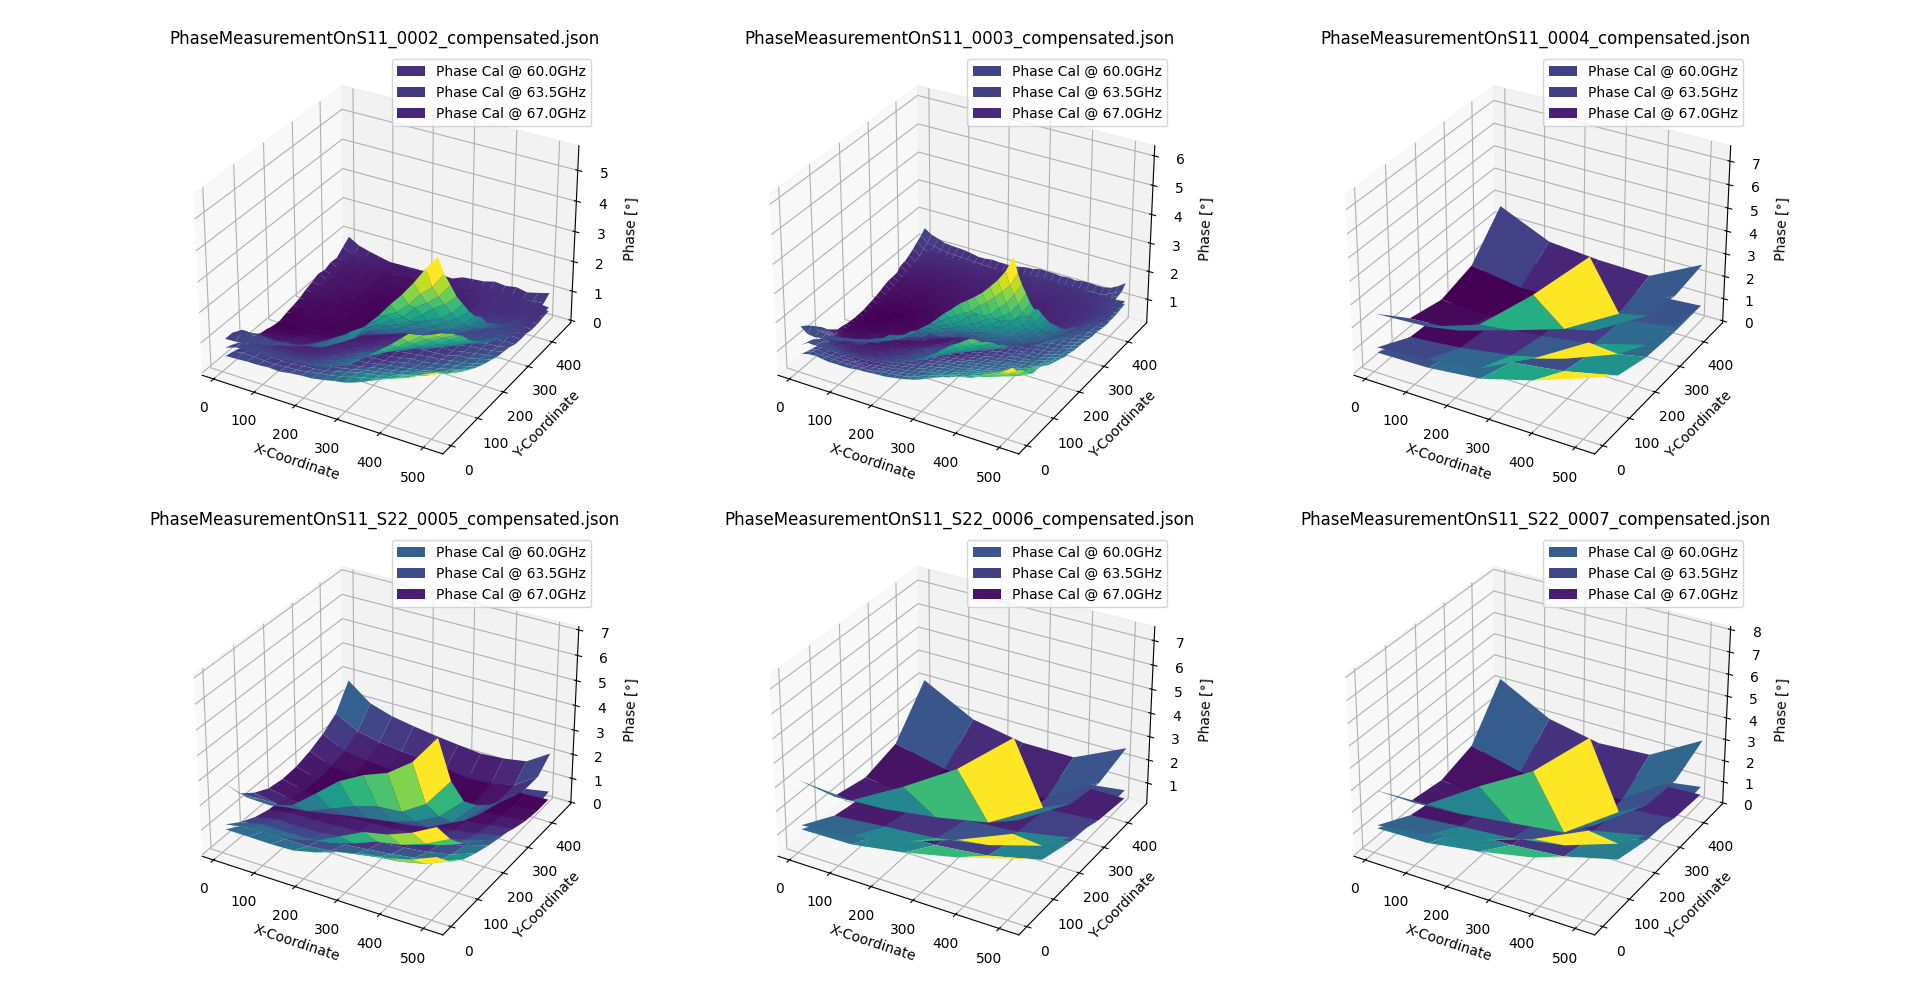 PhaseMeasurementOnS11_0002_compensated.json
Phase Cal @ 60.0GHz
Phase Cal @ 63.5GHz
Phase Cal @ 67.0GHz
5
4
3
2
1
0
Phase [°]
0
100
200
300
400
500
X-Coordinate
0
100
200
300
400
Y-Coordinate
PhaseMeasurementOnS11_0003_compensated.json
Phase Cal @ 60.0GHz
Phase Cal @ 63.5GHz
Phase Cal @ 67.0GHz
6
5
4
3
2
1
Phase [°]
0
100
200
300
400
500
X-Coordinate
0
100
200
300
400
Y-Coordinate
PhaseMeasurementOnS11_0004_compensated.json
Phase Cal @ 60.0GHz
Phase Cal @ 63.5GHz
Phase Cal @ 67.0GHz
7
6
5
4
3
2
1
0
Phase [°]
0
100
200
300
400
500
X-Coordinate
0
100
200
300
400
Y-Coordinate
PhaseMeasurementOnS11_S22_0005_compensated.json
Phase Cal @ 60.0GHz
Phase Cal @ 63.5GHz
Phase Cal @ 67.0GHz
7
6
5
4
3
2
1
0
Phase [°]
0
100
200
300
400
500
X-Coordinate
0
100
200
300
400
Y-Coordinate
PhaseMeasurementOnS11_S22_0006_compensated.json
Phase Cal @ 60.0GHz
Phase Cal @ 63.5GHz
Phase Cal @ 67.0GHz
7
6
5
4
3
2
1
Phase [°]
0
100
200
300
400
500
X-Coordinate
0
100
200
300
400
Y-Coordinate
PhaseMeasurementOnS11_S22_0007_compensated.json
Phase Cal @ 60.0GHz
Phase Cal @ 63.5GHz
Phase Cal @ 67.0GHz
8
7
6
5
4
3
2
1
0
Phase [°]
0
100
200
300
400
500
X-Coordinate
0
100
200
300
400
Y-Coordinate